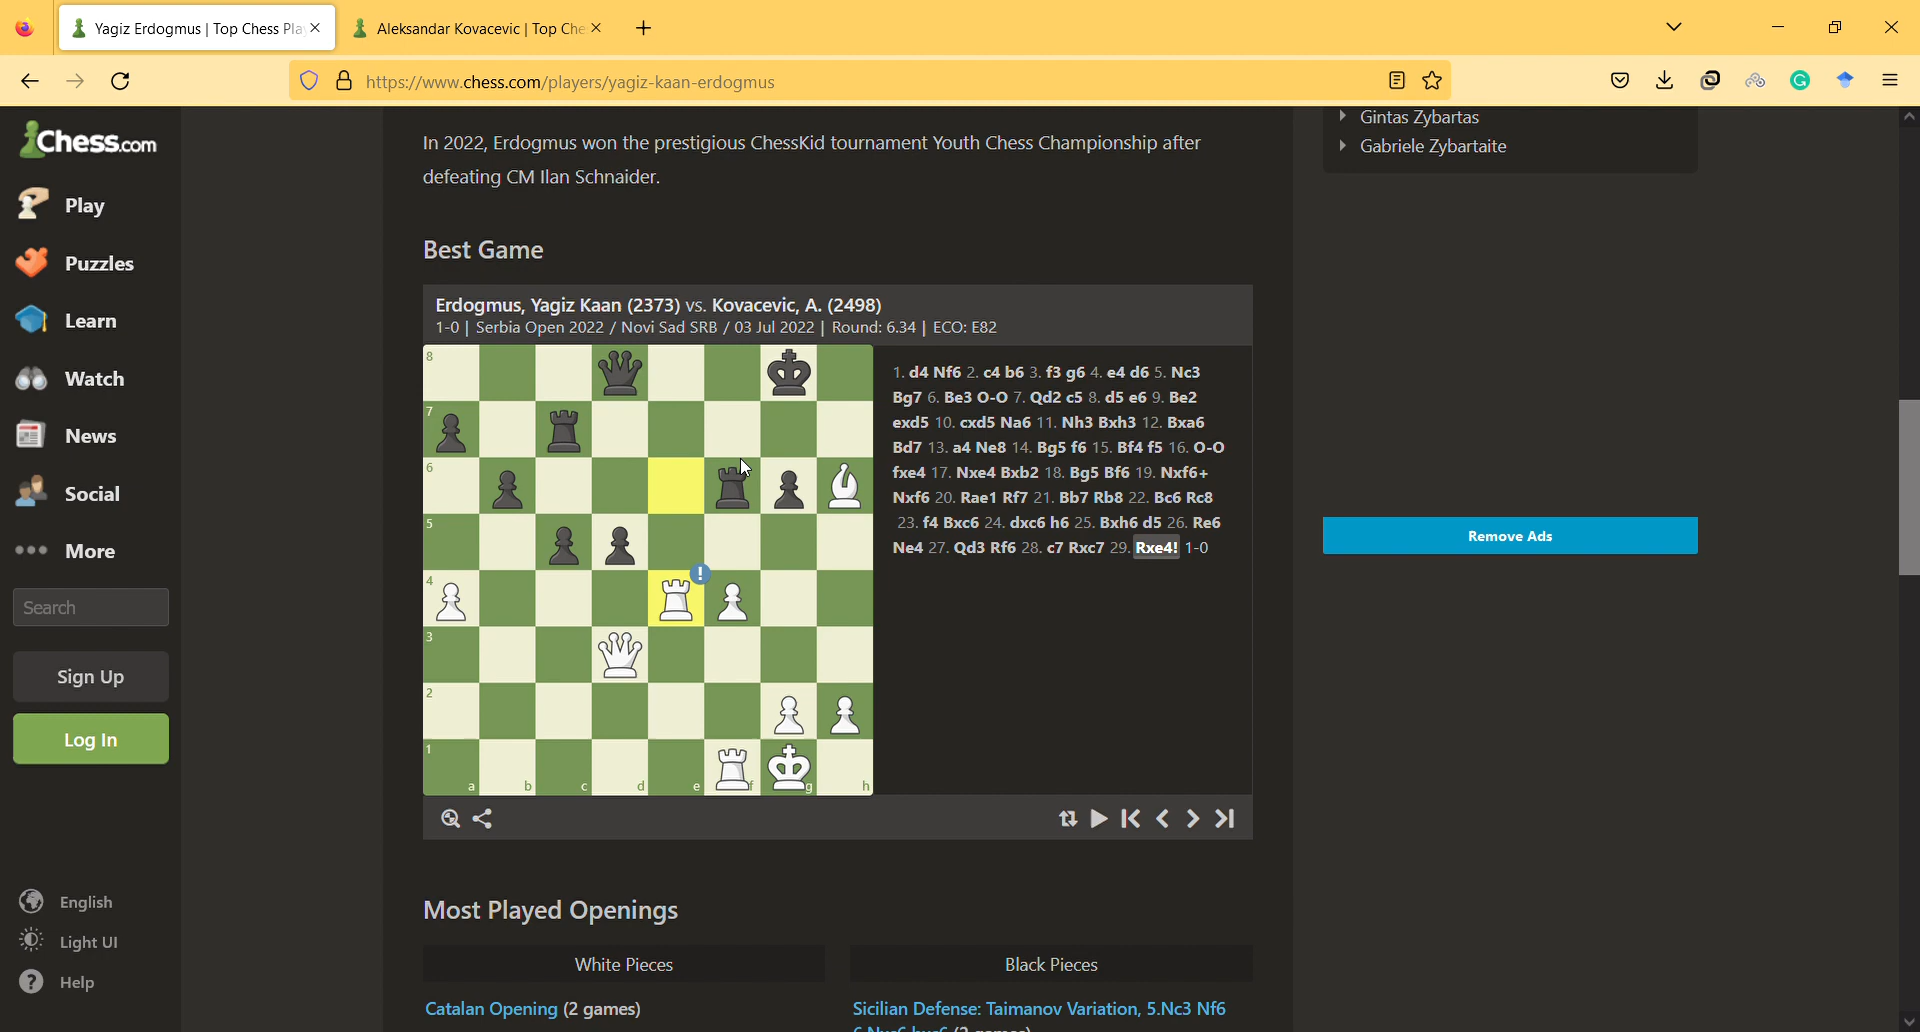 Yagiz Erdogmus | Top Chess Pla
Aleksandar Kovacevic | Top Che
https://www.chess.com/players/yagiz-kaan-erdogmus
Chess.com
Play
Puzzles
Learn
Watch
News
Social
More
Search
Sign Up
Log In
English
Light UI
Help
In 2022, Erdogmus won the prestigious ChessKid tournament Youth Chess Championship after
defeating CM Ilan Schnaider.
Best Game
Erdogmus, Yagiz Kaan (2373) vs. Kovacevic, A. (2498)
1-0 | Serbia Open 2022 / Novi Sad SRB / 03 Jul 2022 | Round: 6.34 | ECO: E82
8
7
6
5
4
!
3
2
1
a b c d e f g h
1. d4 Nf6 2. c4 b6 3. f3 g6 4. e4 d6 5. Nc3
Bg7 6. Be3 O-O 7. Qd2 c5 8. d5 e6 9. Be2
exd5 10. cxd5 Na6 11. Nh3 Bxh3 12. Bxa6
Bd7 13. a4 Ne8 14. Bg5 f6 15. Bf4 f5 16. O-O
fxe4 17. Nxe4 Bxb2 18. Bg5 Bf6 19. Nxf6+
Nxf6 20. Rae1 Rf7 21. Bb7 Rb8 22. Bc6 Rc8
23. f4 Bxc6 24. dxc6 h6 25. Bxh6 d5 26. Re6
Ne4 27. Qd3 Rf6 28. c7 Rxc7 29. Rxe4! 1-0
Most Played Openings
White Pieces
Catalan Opening (2 games)
Black Pieces
Sicilian Defense: Taimanov Variation, 5.Nc3 Nf6
Gintas Zybartas
Gabriele Zybartaite
Remove Ads